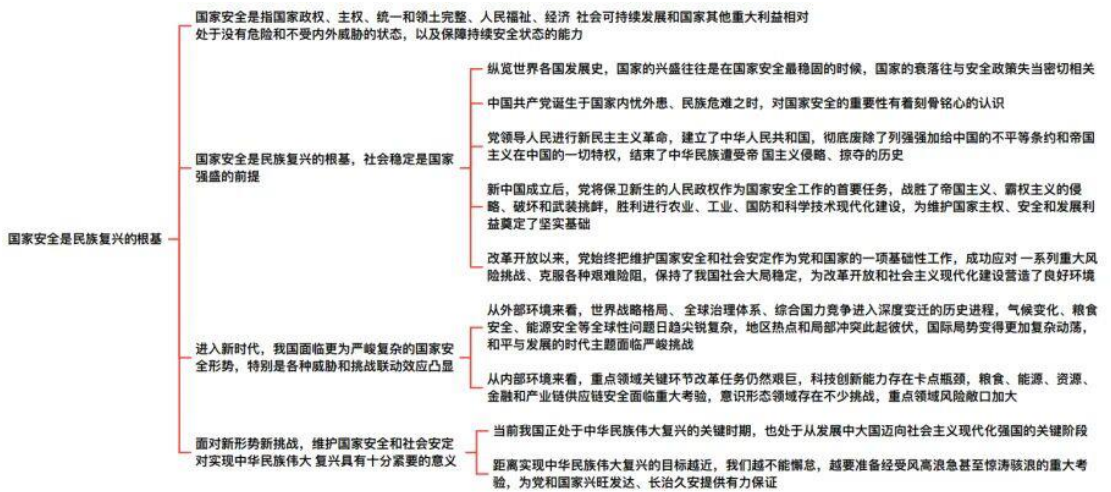 国家安全是民族复兴的根基
国家安全是指国家政权、主权、统一和领土完整、人民福祉、经济 社会可持续发展和国家其他重大利益相对
处于没有危险和不受内外威胁的状态，以及保障持续安全状态的能力
国家安全是民族复兴的根基，社会稳定是国家
强盛的前提
纵览世界各国发展史，国家的兴盛往往是在国家安全最稳固的时候，国家的衰落往与安全政策失当密切相关
中国共产党诞生于国家内忧外患、民族危难之时，对国家安全的重要性有着刻骨铭心的认识
党领导人民进行新民主主义革命，建立了中华人民共和国，彻底废除了列强强加给中国的不平等条约和帝国
主义在中国的一切特权，结束了中华民族遭受帝 国主义侵略、掠夺的历史
新中国成立后，党将保卫新生的人民政权作为国家安全工作的首要任务，战胜了帝国主义、霸权主义的侵
略、破坏和武装挑衅，胜利进行农业、工业、国防和科学技术现代化建设，为维护国家主权、安全和发展利
益奠定了坚实基础
改革开放以来，党始终把维护国家安全和社会安定作为党和国家的一项基础性工作，成功应对 一系列重大风
险挑战、克服各种艰难险阻，保持了我国社会大局稳定，为改革开放和社会主义现代化建设营造了良好环境
进入新时代，我国面临更为严峻复杂的国家安
全形势，特别是各种威胁和挑战联动效应凸显
从外部环境来看，世界战略格局、 全球治理体系、综合国力竞争进入深度变迁的历史进程，气候变化、粮食
安全、能源安全等全球性问题日趋尖锐复杂，地区热点和局部冲突此起彼伏，国际局势变得更加复杂动荡，
和平与发展的时代主题面临严峻挑战
从内部环境来看，重点领域关键环节改革任务仍然艰巨，科技创新能力存在卡点瓶颈，粮食、能源、资源、
金融和产业链供应链安全面临重大考验，意识形态领域存在不少挑战，重点领域风险敞口加大
面对新形势新挑战，维护国家安全和社会安定
对实现中华民族伟大 复兴具有十分紧要的意义
当前我国正处于中华民族伟大复兴的关键时期，也处于从发展中大国迈向社会主义现代化强国的关键阶段
距离实现中华民族伟大复兴的目标越近，我们越不能懈怠，越要准备经受风高浪急甚至惊涛骇浪的重大考
验，为党和国家兴旺发达、长治久安提供有力保证